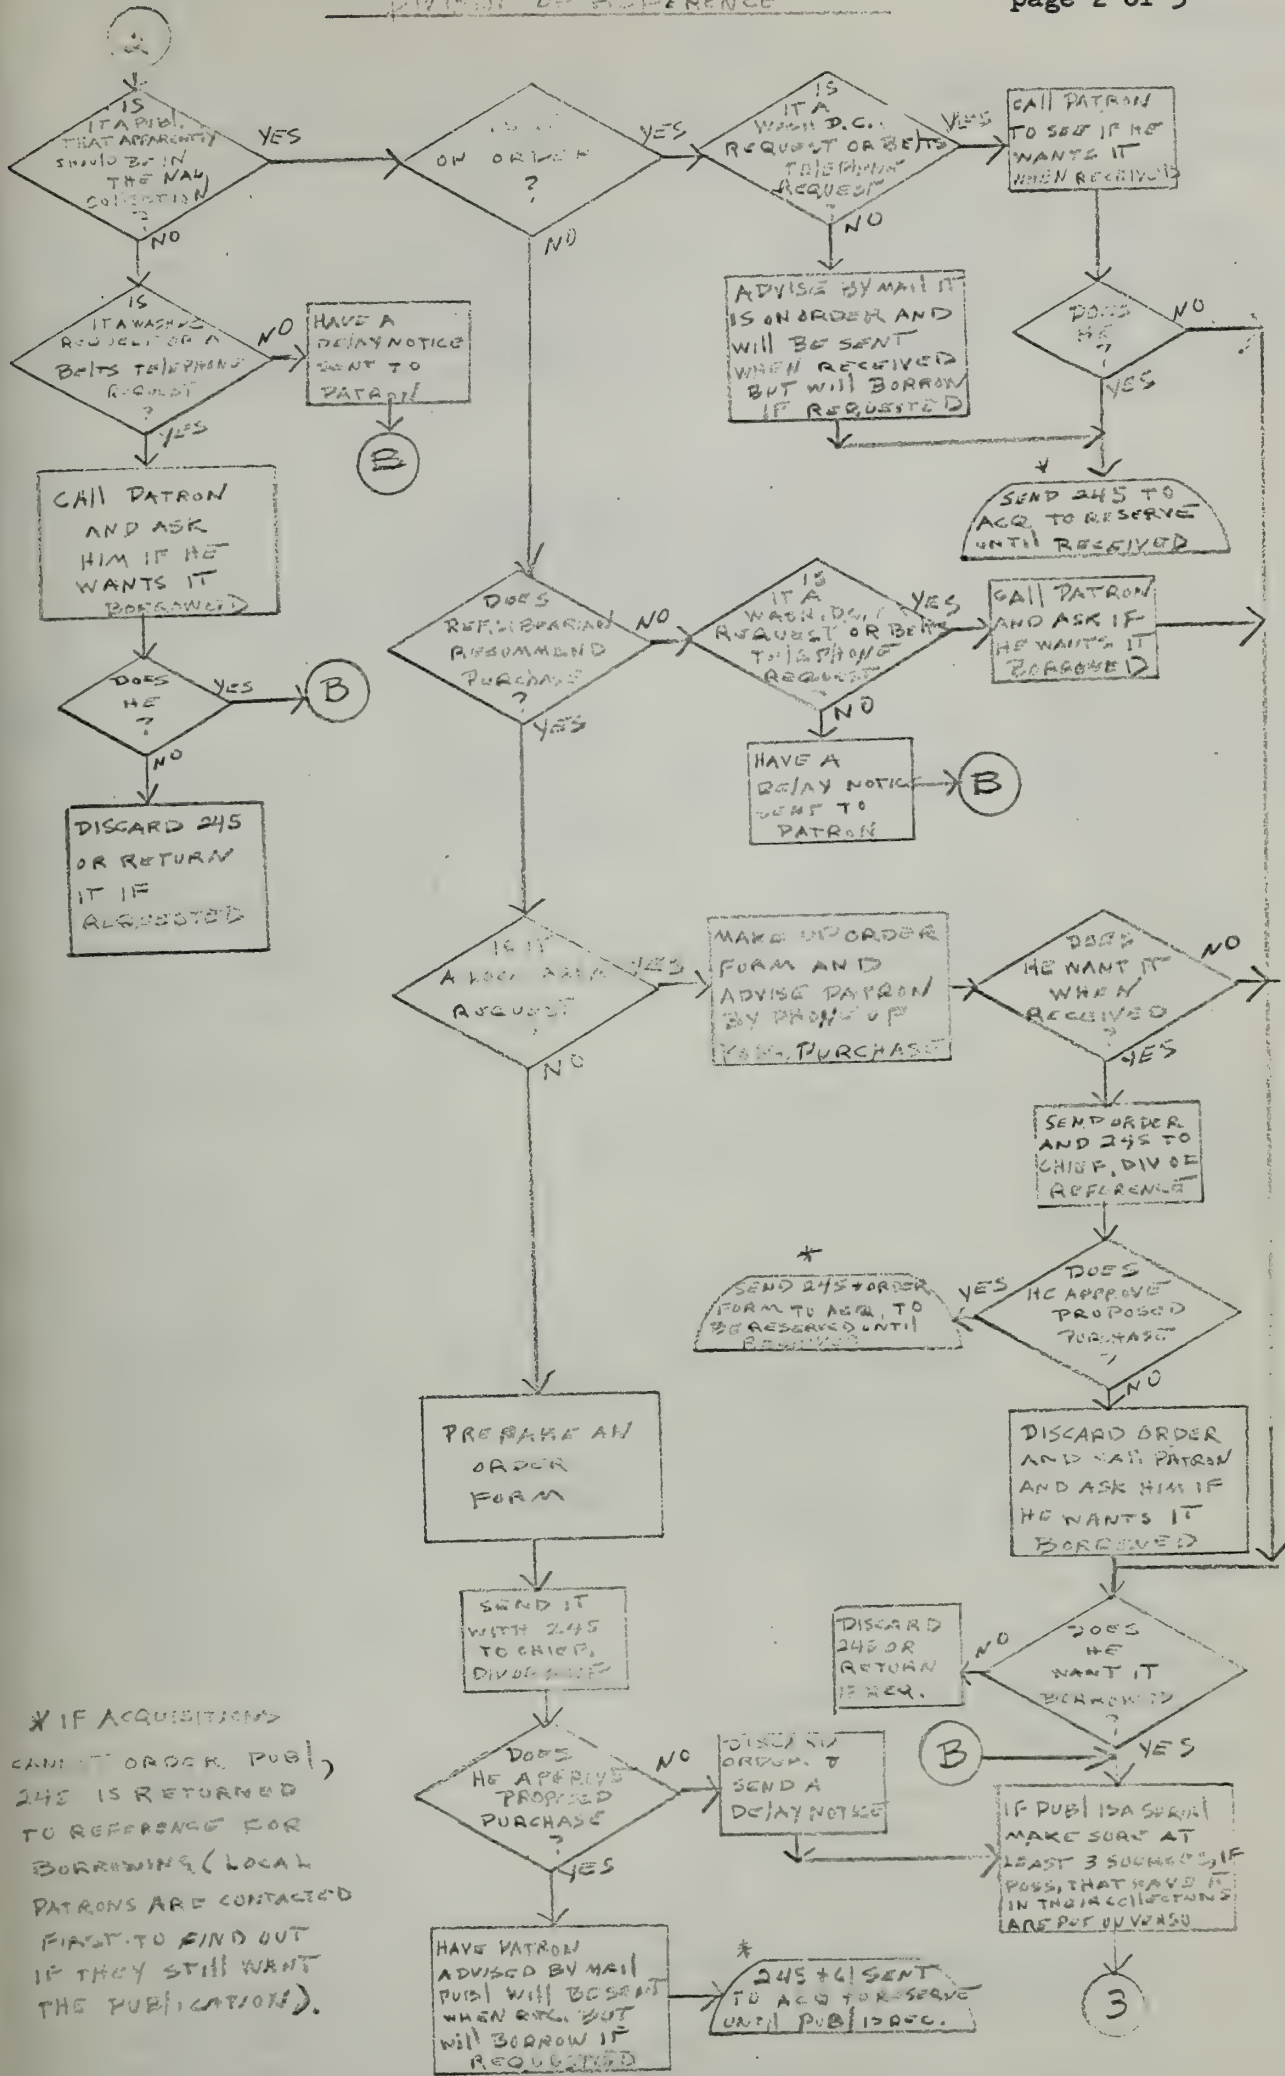 DIVISION OF REFERENCE
page 2 of 3
2
IS
IT A PUBl.
THAT APPARENTLY
SHOULD BE IN
THE NAL
COllECTION
?
YES
NO
ON ORDER
?
YES
NO
IS
IT A
WASH D.C.
REQUEST OR BElTS
TElEPHONE
REQUEST
?
YES
NO
CAll PATRON
TO SEE IF HE
WANTS IT
WHEN RECEIVED
ADVISE BY MAIl IT
IS ON ORDER AND
WIll BE SENT
WHEN RECEIVED
BUT WIll BORROW
IF REQUESTED
DOES
HE
?
NO
YES
*
SEND 245 TO
ACQ. TO RESERVE
UNTIl RECEIVED
IS
IT A WASH DC
REQUEST OR A
BElTS TElEPHONE
REQUEST
?
NO
YES
HAVE A
DElAY NOTICE
SENT TO
PATRON
B
CAll PATRON
AND ASK
HIM IF HE
WANTS IT
BORROWED
DOES
HE
?
YES
B
NO
DISCARD 245
OR RETURN
IT IF
REQUESTED
DOES
REF. lIBRARIAN
RECOMMEND
PURCHASE
?
NO
YES
IS
IT A
WASH. D.C.
REQUEST OR BElTS
TElEPHONE
REQUEST
?
YES
NO
CAll PATRON
AND ASK IF
HE WANTS IT
BORROWED
HAVE A
DElAY NOTICE
SENT TO
PATRON
B
IS IT
A LOCAL AREA
REQUEST
?
YES
NO
MAKE UP ORDER
FORM AND
ADVISE PATRON
BY PHONE OF
PURCHASE
DOES
HE WANT IT
WHEN
RECEIVED
?
NO
YES
SEND ORDER
AND 245 TO
CHIEF, DIV OF
REFERENCE
DOES
HE APPROVE
PROPOSED
PURCHASE
?
YES
NO
*
SEND 245 + ORDER
FORM TO ACQ. TO
BE RESERVED UNTIl
RECEIVED
DISCARD ORDER
AND CAll PATRON
AND ASK HIM IF
HE WANTS IT
BORROWED
PREPARE AN
ORDER
FORM
SEND IT
WITH 245
TO CHIEF,
DIV OF REF
DOES
HE APPROVE
PROPOSED
PURCHASE
?
NO
YES
DISCARD
ORDER &
SEND A
DElAY NOTICE
DOES
HE
WANT IT
BORROWED
?
NO
YES
DISCARD
245 OR
RETURN
IF REQ.
B
IF PUBl IS A SERIAl
MAKE SURE AT
lEAST 3 SOURCES, IF
POSS, THAT HAVE IT
IN THEIR COllECTIONS
ARE PUT ON VERSO
3
HAVE PATRON
ADVISED BY MAIl
PUBl WIll BE SENT
WHEN REC. BUT
WIll BORROW IF
REQUESTED
*
245 + 61 SENT
TO ACQ TO RESERVE
UNTIl PUBl IS REC.
* IF ACQUISITIONS
CANNOT ORDER PUBl,
245 IS RETURNED
TO REFERENCE FOR
BORROWING (LOCAL
PATRONS ARE CONTACTED
FIRST TO FIND OUT
IF THEY STIll WANT
THE PUBlICATION).